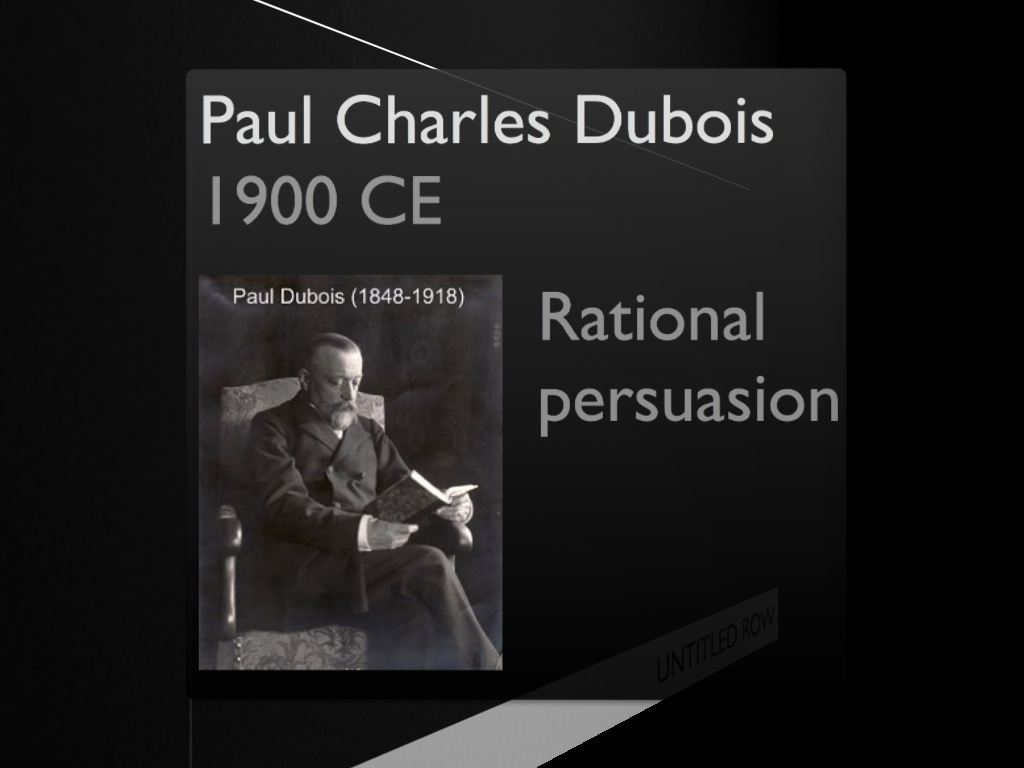 Paul Charles Dubois
1900 CE
Paul Dubois (1848-1918)
Rational
persuasion
UNTITLED ROW